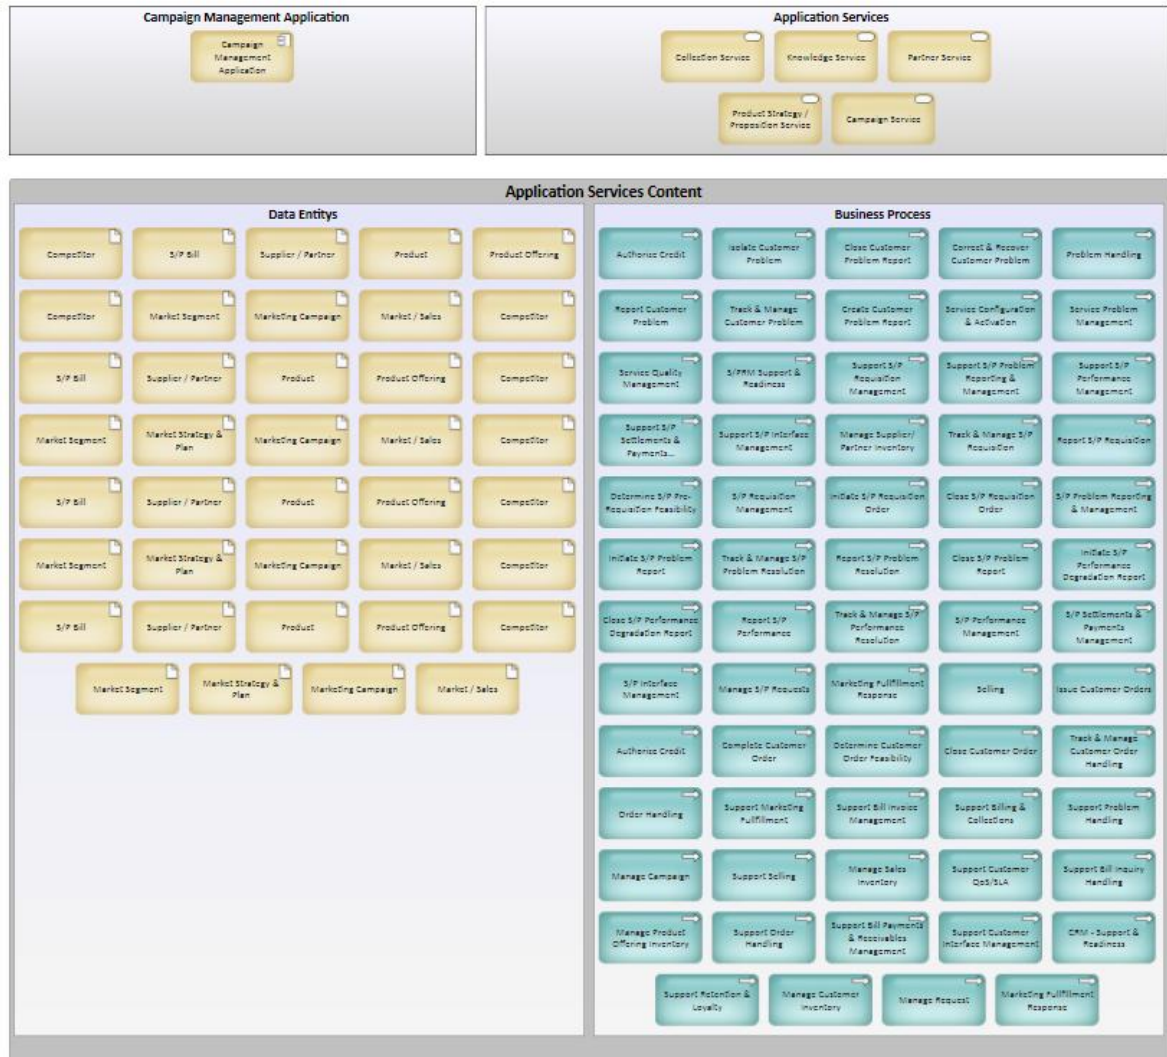 Campaign Management Application
Campaign
Management
Application
Application Services
Collection Service
Knowledge Service
Partner Service
Product Strategy /
Proposition Service
Campaign Service
Application Services Content
Data Entitys
Competitor
S/P Bill
Supplier / Partner
Product
Product Offering
Competitor
Market Segment
Marketing Campaign
Market / Sales
Competitor
S/P Bill
Supplier / Partner
Product
Product Offering
Competitor
Market Segment
Market Strategy &
Plan
Marketing Campaign
Market / Sales
Competitor
S/P Bill
Supplier / Partner
Product
Product Offering
Competitor
Market Segment
Market Strategy &
Plan
Marketing Campaign
Market / Sales
Competitor
S/P Bill
Supplier / Partner
Product
Product Offering
Competitor
Market Segment
Market Strategy &
Plan
Marketing Campaign
Market / Sales
Business Process
Authorise Credit
Isolate Customer
Problem
Close Customer
Problem Report
Correct & Recover
Customer Problem
Problem Handling
Report Customer
Problem
Track & Manage
Customer Problem
Create Customer
Problem Report
Service Configuration
& Activation
Service Problem
Management
Service Quality
Management
S/PRM Support &
Readiness
Support S/P
Requisition
Management
Support S/P Problem
Reporting &
Management
Support S/P
Performance
Management
Support S/P
Settlements &
Payments...
Support S/P Interface
Management
Manage Supplier/
Partner Inventory
Track & Manage S/P
Requisition
Report S/P Requisition
Determine S/P Pre-
Requisition Feasibility
S/P Requisition
Management
Initiate S/P Requisition
Order
Close S/P Requisition
Order
S/P Problem Reporting
& Management
Initiate S/P Problem
Report
Track & Manage S/P
Problem Resolution
Report S/P Problem
Resolution
Close S/P Problem
Report
Initiate S/P
Performance
Degradation Report
Close S/P Performance
Degradation Report
Report S/P
Performance
Track & Manage S/P
Performance
Resolution
S/P Performance
Management
S/P Settlements &
Payments
Management
S/P Interface
Management
Manage S/P Requests
Marketing Fullfillment
Response
Selling
Issue Customer Orders
Authorise Credit
Complete Customer
Order
Determine Customer
Order Feasibility
Close Customer Order
Track & Manage
Customer Order
Handling
Order Handling
Support Marketing
Fullfillment
Support Bill Invoice
Management
Support Billing &
Collections
Support Problem
Handling
Manage Campaign
Support Selling
Manage Sales
Inventory
Support Customer
QoS/SLA
Support Bill Inquiry
Handling
Manage Product
Offering Inventory
Support Order
Handling
Support Bill Payments
& Receivables
Management
Support Customer
Interface Management
CRM - Support &
Readiness
Support Retention &
Loyalty
Manage Customer
Inventory
Manage Request
Marketing Fullfillment
Response